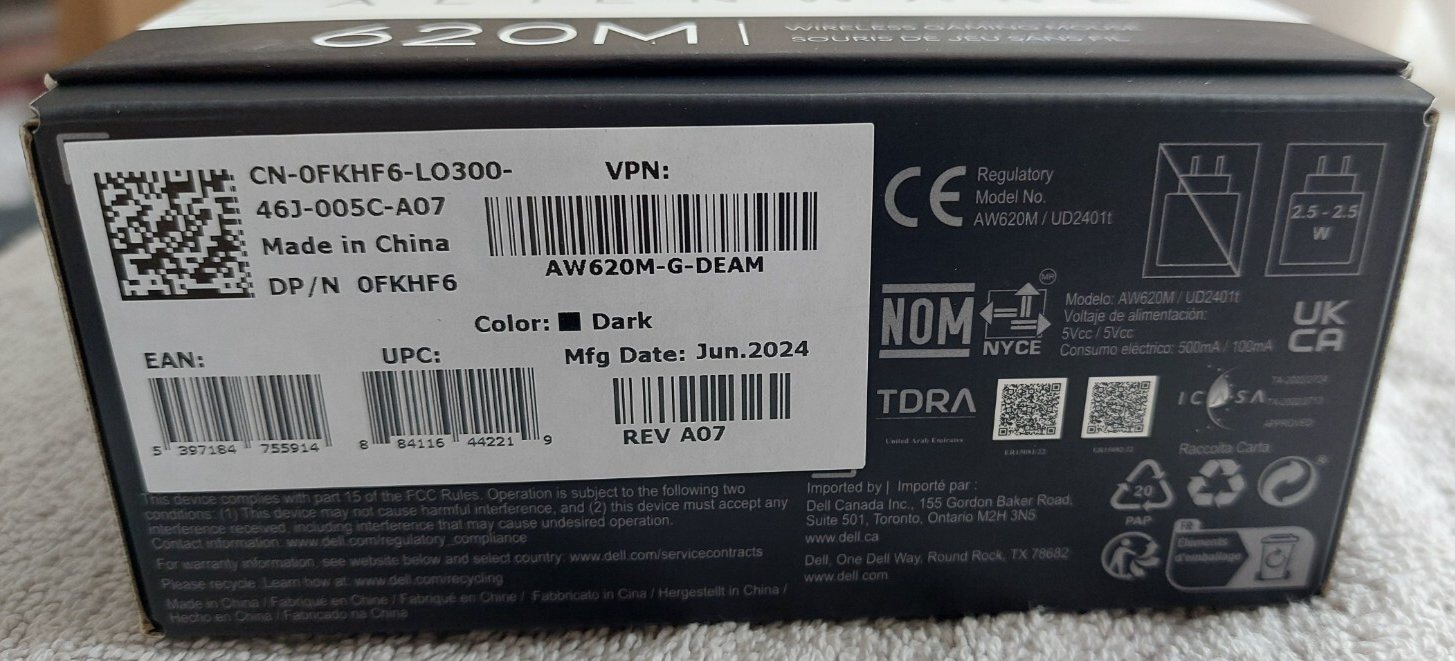 ALIENWARE
620M | WIRELESS GAMING MOUSE
SOURIS DE JEU SANS FIL
CN-0FKHF6-LO300-
46J-005C-A07
Made in China
DP/N 0FKHF6
VPN:
AW620M-G-DEAM
Color: Dark
EAN:
5 397184 755914
UPC:
8 84116 44221 9
Mfg Date: Jun.2024
REV A07
This device complies with part 15 of the FCC Rules. Operation is subject to the following two
conditions: (1) This device may not cause harmful interference, and (2) this device must accept any
interference received, including interference that may cause undesired operation.
Contact information: www.dell.com/regulatory_compliance
For warranty information, see website below and select country: www.dell.com/servicecontracts
Please recycle. Learn how at: www.dell.com/recycling
Made in China / Fabriqué en Chine / Fabriqué en Chine / Fabbricato in Cina / Hergestellt in China /
Hecho en China / Fabricado na China
CE
Regulatory
Model No.
AW620M / UD2401t
2.5 - 2.5
W
NOM
NYCE
MR
Modelo: AW620M / UD2401t
Voltaje de alimentación:
5Vcc / 5Vcc
Consumo eléctrico: 500mA / 100mA
UK
CA
TDRA
United Arab Emirates
ICASA
APPROVED
Raccolta Carta
20
PAP
Imported by | Importé par :
Dell Canada Inc., 155 Gordon Baker Road,
Suite 501, Toronto, Ontario M2H 3N5
www.dell.ca
Dell, One Dell Way, Round Rock, TX 78682
www.dell.com
FR
Éléments
d'emballage